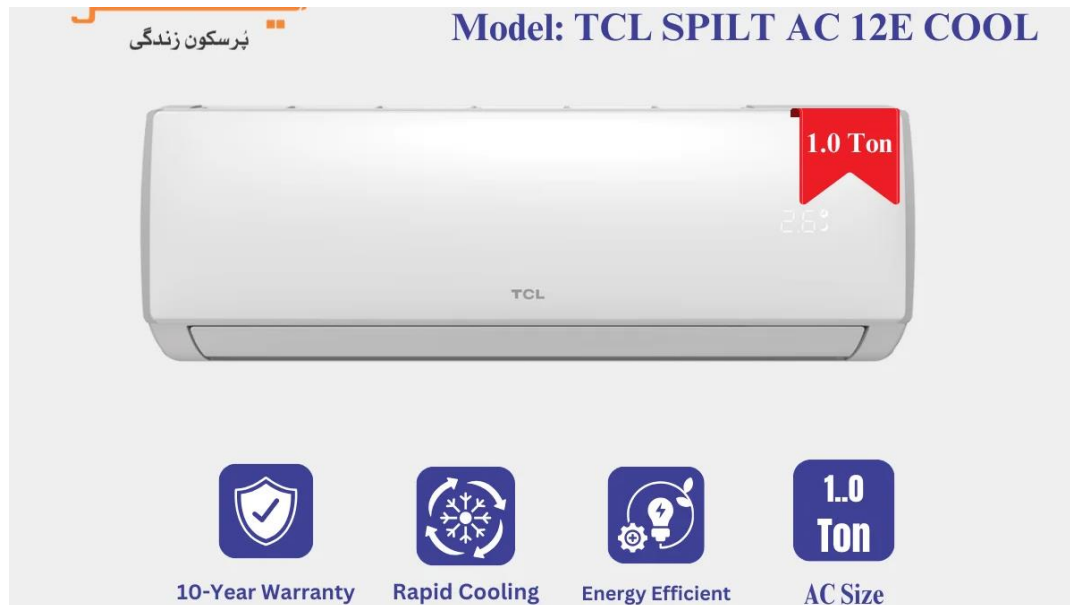 پُرسکون زندگی
Model: TCL SPILT AC 12E COOL
1.0 Ton
26
TCL
1..0
Ton
10-Year Warranty
Rapid Cooling
Energy Efficient
AC Size